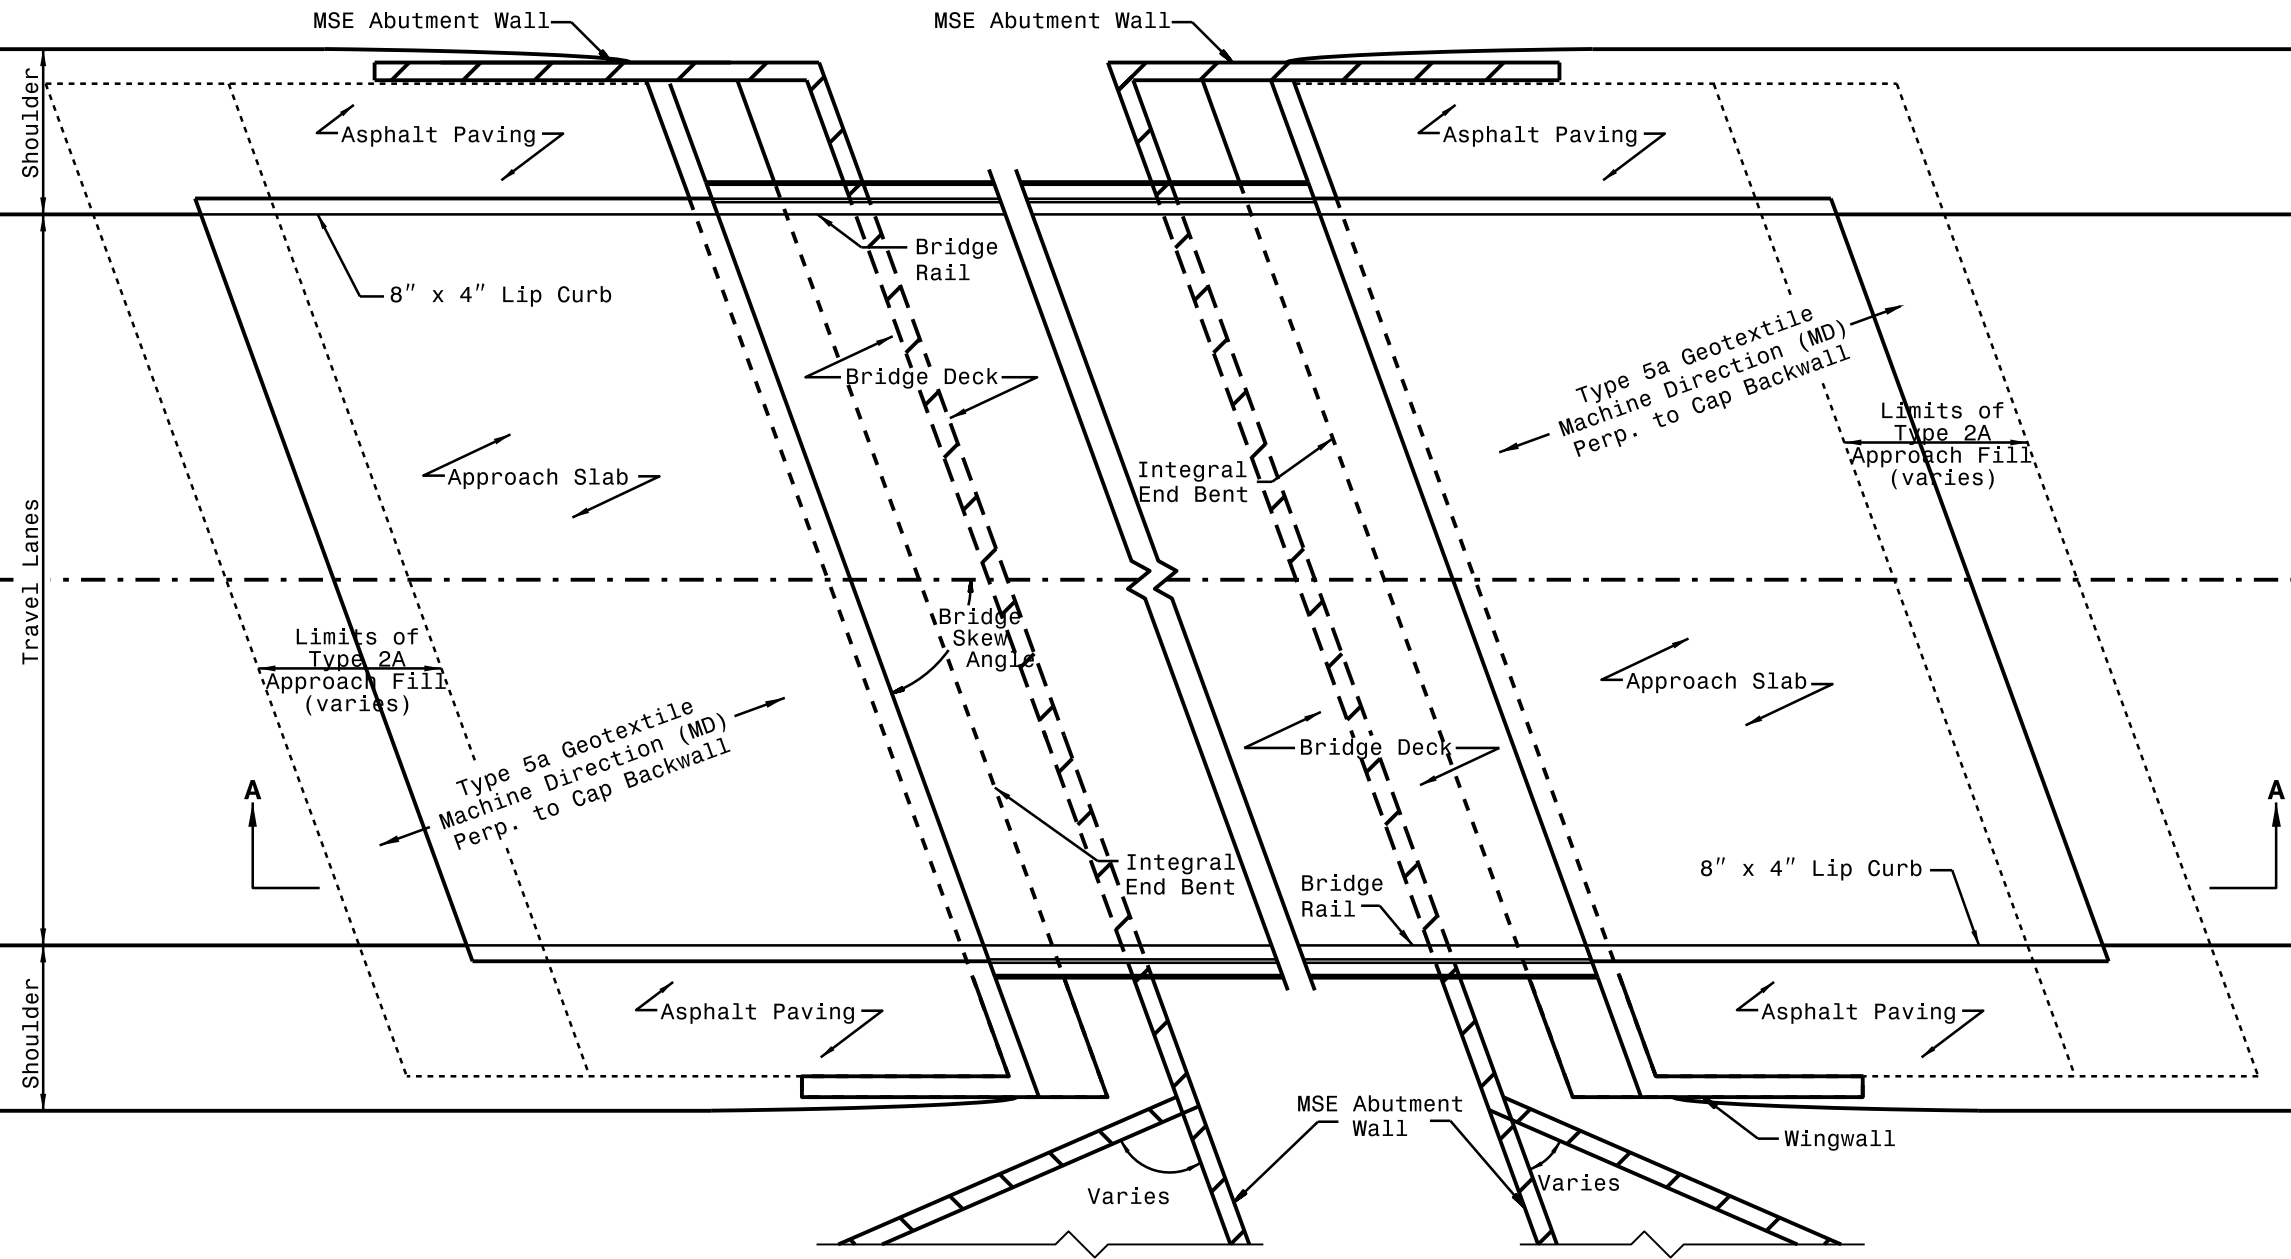 MSE Abutment Wall
MSE Abutment Wall
Shoulder
Asphalt Paving
Asphalt Paving
Bridge
Rail
8" x 4" Lip Curb
Type 5a Geotextile
Machine Direction (MD)
Perp. to Cap Backwall
Bridge Deck
Limits of
Type 2A
Approach Fill
(varies)
Approach Slab
Integral
End Bent
Travel Lanes
Bridge
Skew
Angle
Limits of
Type 2A
Approach Fill
(varies)
Approach Slab
Type 5a Geotextile
Machine Direction (MD)
Perp. to Cap Backwall
Bridge Deck
A
A
Integral
End Bent
Bridge
Rail
8" x 4" Lip Curb
Shoulder
Asphalt Paving
Asphalt Paving
MSE Abutment
Wall
Wingwall
Varies
Varies